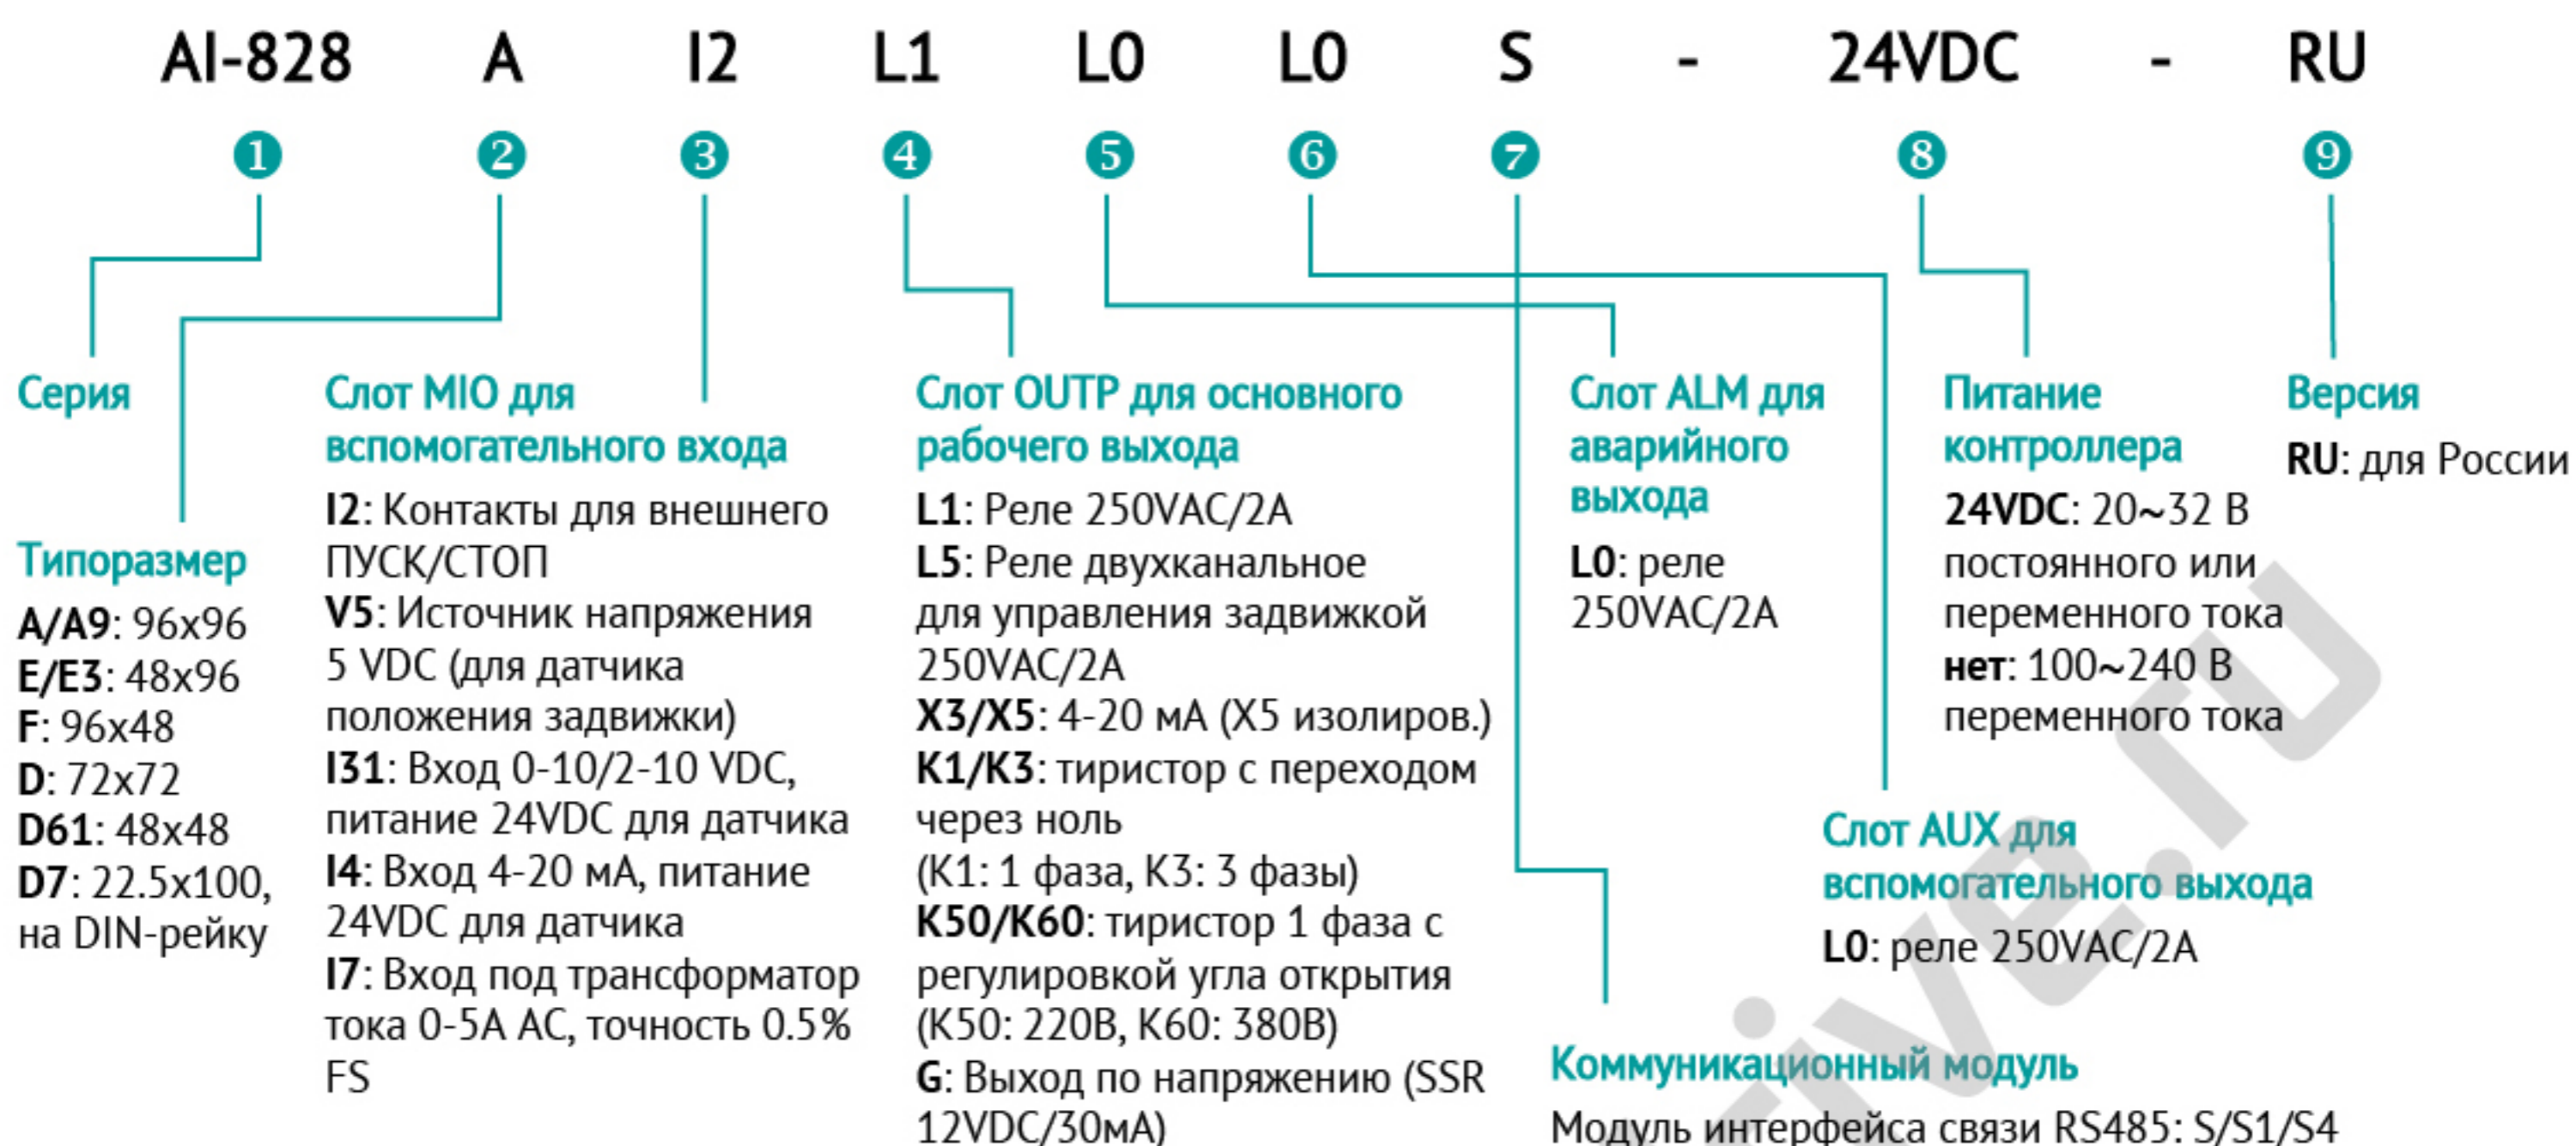 AI-828 A I2 L1 L0 L0 S - 24VDC - RU
1 2 3 4 5 6 7 8 9
Серия
Типоразмер
A/A9: 96x96
E/E3: 48x96
F: 96x48
D: 72x72
D61: 48x48
D7: 22.5x100,
на DIN-рейку
Слот MIO для
вспомогательного входа
I2: Контакты для внешнего
ПУСК/СТОП
V5: Источник напряжения
5 VDC (для датчика
положения задвижки)
I31: Вход 0-10/2-10 VDC,
питание 24VDC для датчика
I4: Вход 4-20 мА, питание
24VDC для датчика
I7: Вход под трансформатор
тока 0-5А AC, точность 0.5%
FS
Слот OUTP для основного
рабочего выхода
L1: Реле 250VAC/2A
L5: Реле двухканальное
для управления задвижкой
250VAC/2A
X3/X5: 4-20 мА (X5 изолиров.)
K1/K3: тиристор с переходом
через ноль
(K1: 1 фаза, K3: 3 фазы)
K50/K60: тиристор 1 фаза с
регулировкой угла открытия
(K50: 220В, K60: 380В)
G: Выход по напряжению (SSR
12VDC/30мА)
Слот ALM для
аварийного
выхода
L0: реле
250VAC/2A
Питание
контроллера
24VDC: 20~32 В
постоянного или
переменного тока
нет: 100~240 В
переменного тока
Версия
RU: для России
Слот AUX для
вспомогательного выхода
L0: реле 250VAC/2A
Коммуникационный модуль
Модуль интерфейса связи RS485: S/S1/S4
rive.ru